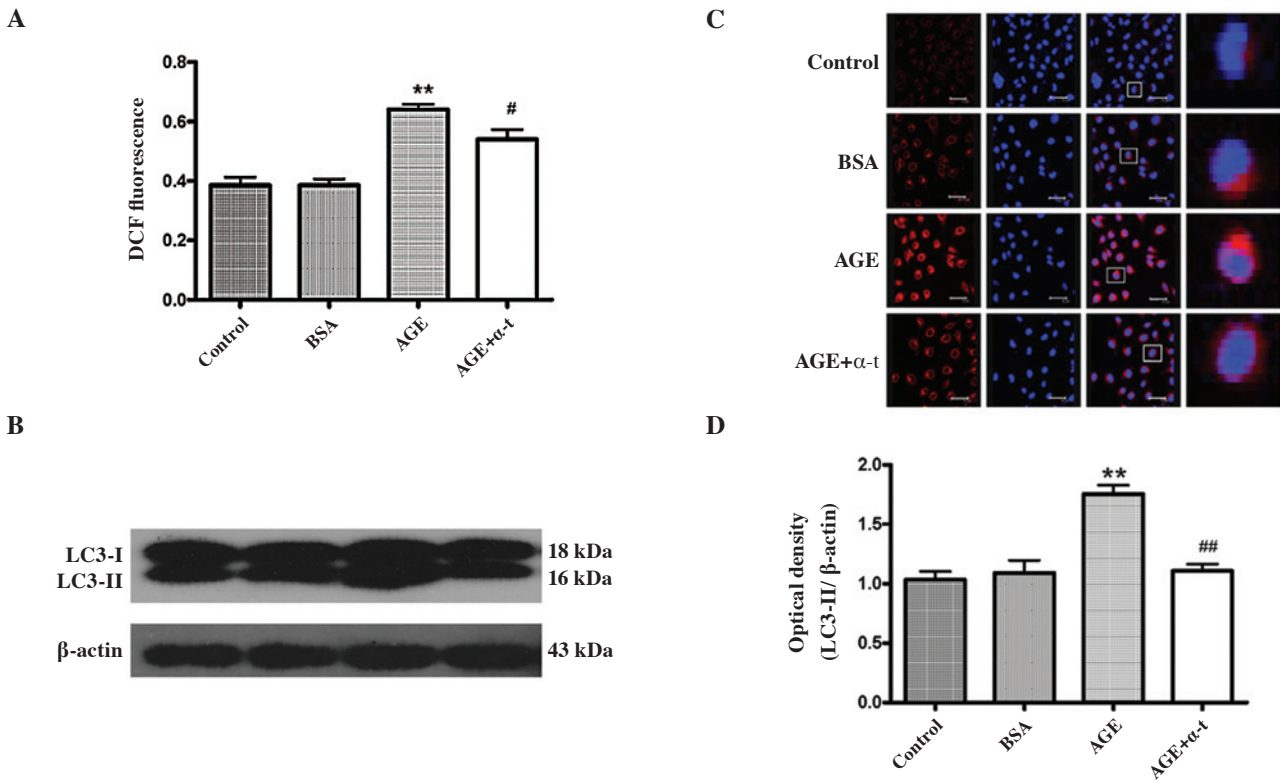 A
DCF fluorescence
0.8
0.6
0.4
0.2
0.0
**
#
Control
BSA
AGE
AGE+α-t
B
LC3-I
LC3-II
β-actin
18 kDa
16 kDa
43 kDa
C
Control
BSA
AGE
AGE+α-t
D
Optical density
(LC3-II/ β-actin)
2.0
1.5
1.0
0.5
0.0
**
##
Control
BSA
AGE
AGE+α-t